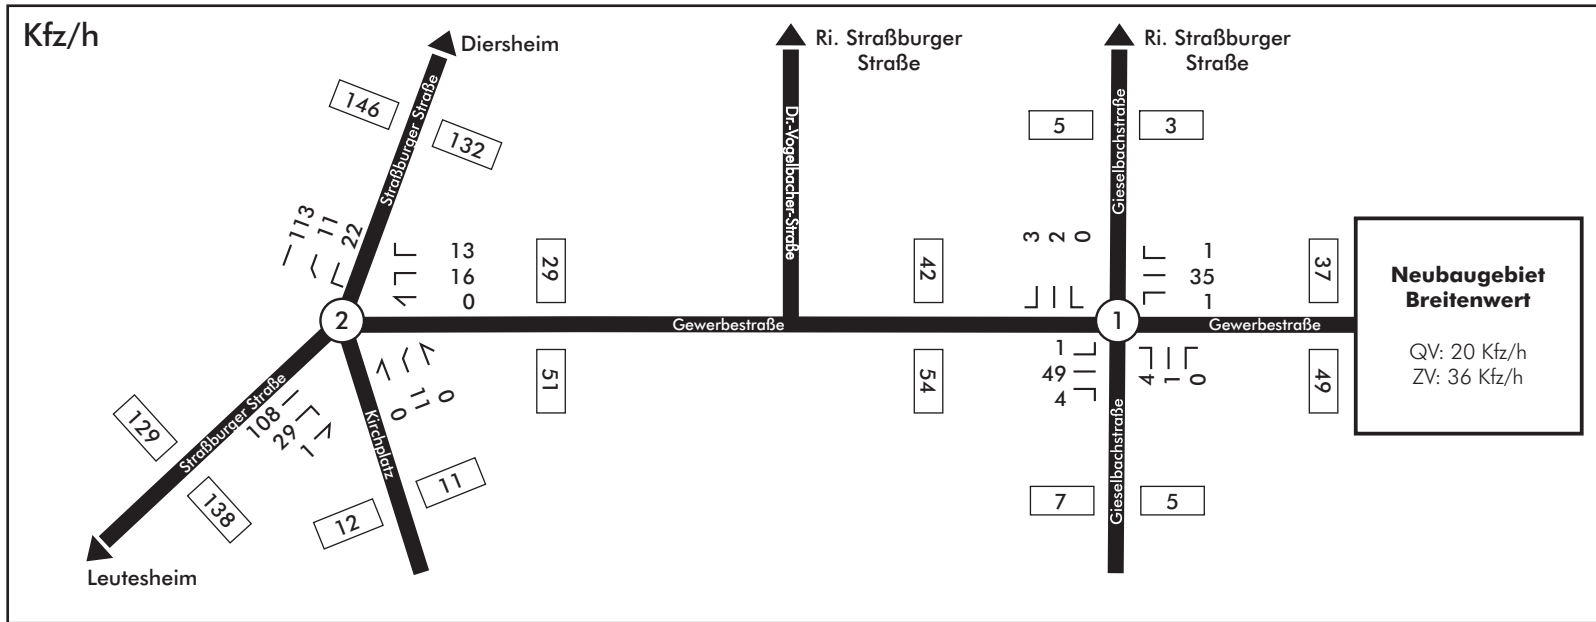 Kfz/h
Diersheim
Ri. Straßburger
Straße
Ri. Straßburger
Straße
146
132
Straßburger Straße
Dr.-Vogelbacher-Straße
5
3
Gieselbachstraße
113
11
22
13
16
0
29
42
3
2
0
1
35
1
37
Neubaugebiet
Breitenwert
QV: 20 Kfz/h
ZV: 36 Kfz/h
2
Gewerbestraße
1
Gewerbestraße
108
29
1
0
11
0
51
54
1
49
4
4
1
0
49
129
138
Straßburger Straße
Kirchplatz
12
11
7
5
Gieselbachstraße
Leutesheim